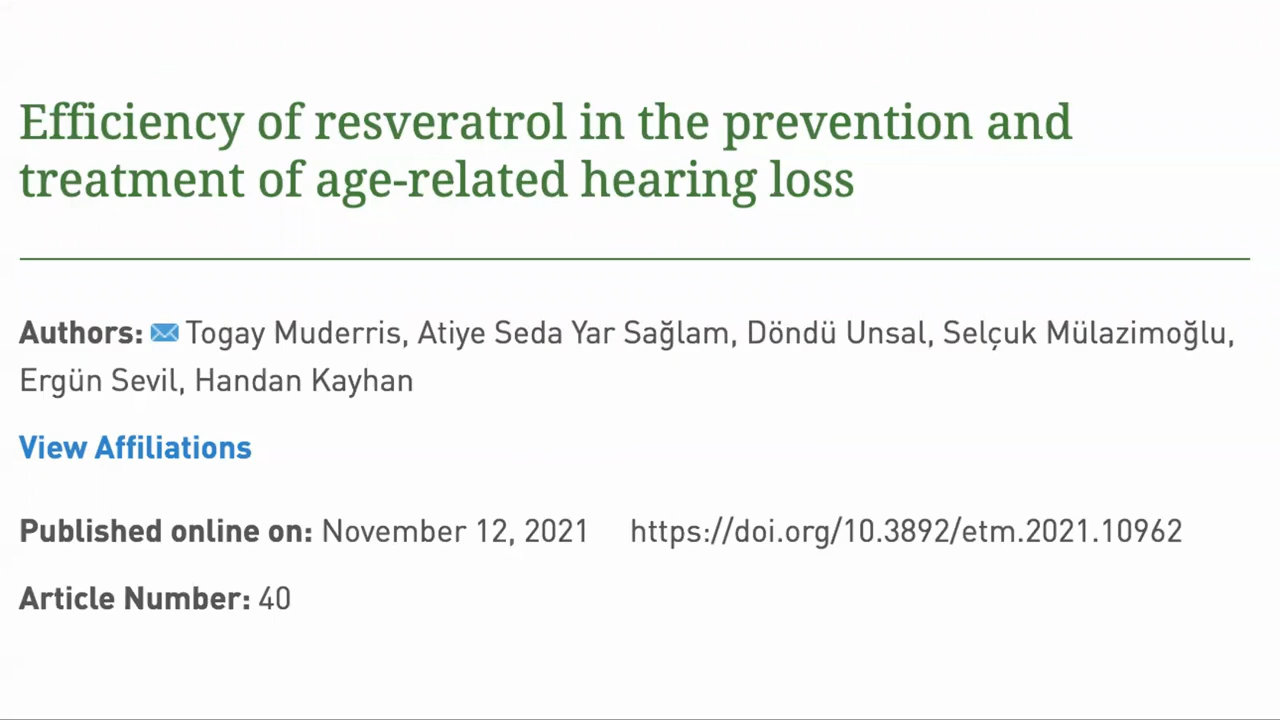 Efficiency of resveratrol in the prevention and
treatment of age-related hearing loss
Authors: Togay Muderris, Atiye Seda Yar Sağlam, Döndü Unsal, Selçuk Mülazimoğlu,
Ergün Sevil, Handan Kayhan
View Affiliations
Published online on: November 12, 2021 https://doi.org/10.3892/etm.2021.10962
Article Number: 40